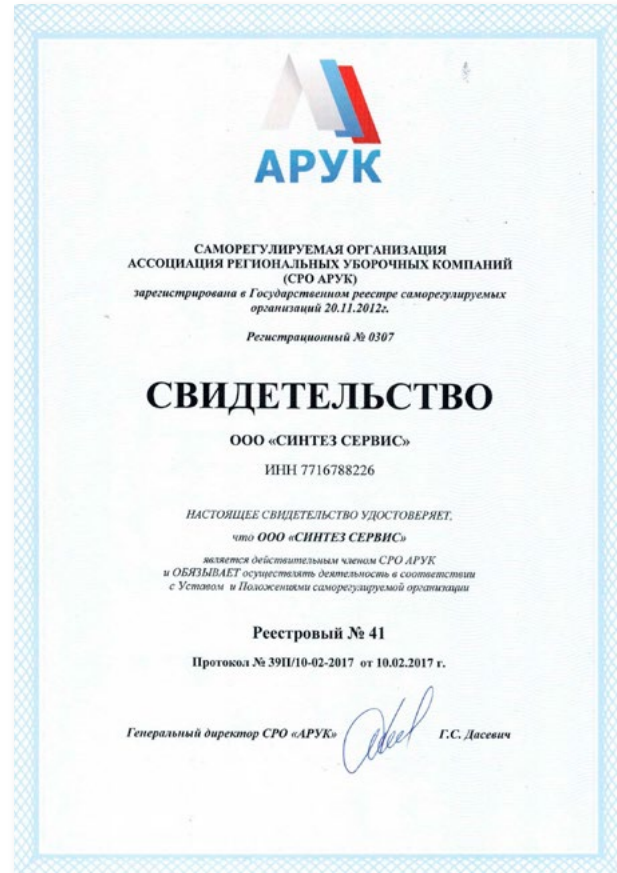 АРУК
САМОРЕГУЛИРУЕМАЯ ОРГАНИЗАЦИЯ
АССОЦИАЦИЯ РЕГИОНАЛЬНЫХ УБОРОЧНЫХ КОМПАНИЙ
(СРО АРУК)
зарегистрирована в Государственном реестре саморегулируемых
организаций 20.11.2012г.
Регистрационный № 0307
СВИДЕТЕЛЬСТВО
ООО «СИНТЕЗ СЕРВИС»
ИНН 7716788226
НАСТОЯЩЕЕ СВИДЕТЕЛЬСТВО УДОСТОВЕРЯЕТ,
что ООО «СИНТЕЗ СЕРВИС»
является действительным членом СРО АРУК
и ОБЯЗЫВАЕТ осуществлять деятельность в соответствии
с Уставом и Положениями саморегулируемой организации
Реестровый № 41
Протокол № 39П/10-02-2017 от 10.02.2017 г.
Генеральный директор СРО «АРУК» Г.С. Дасевич